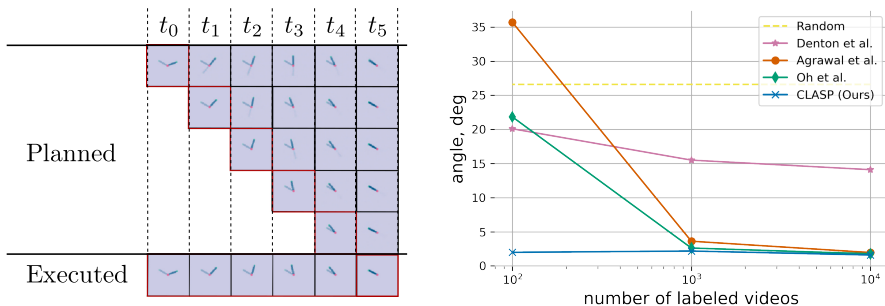 t0 t1 t2 t3 t4 t5
Planned
Executed
35
30
25
20
15
10
5
0
angle, deg
10^2 10^3 10^4
number of labeled videos
Random
Denton et al.
Agrawal et al.
Oh et al.
CLASP (Ours)